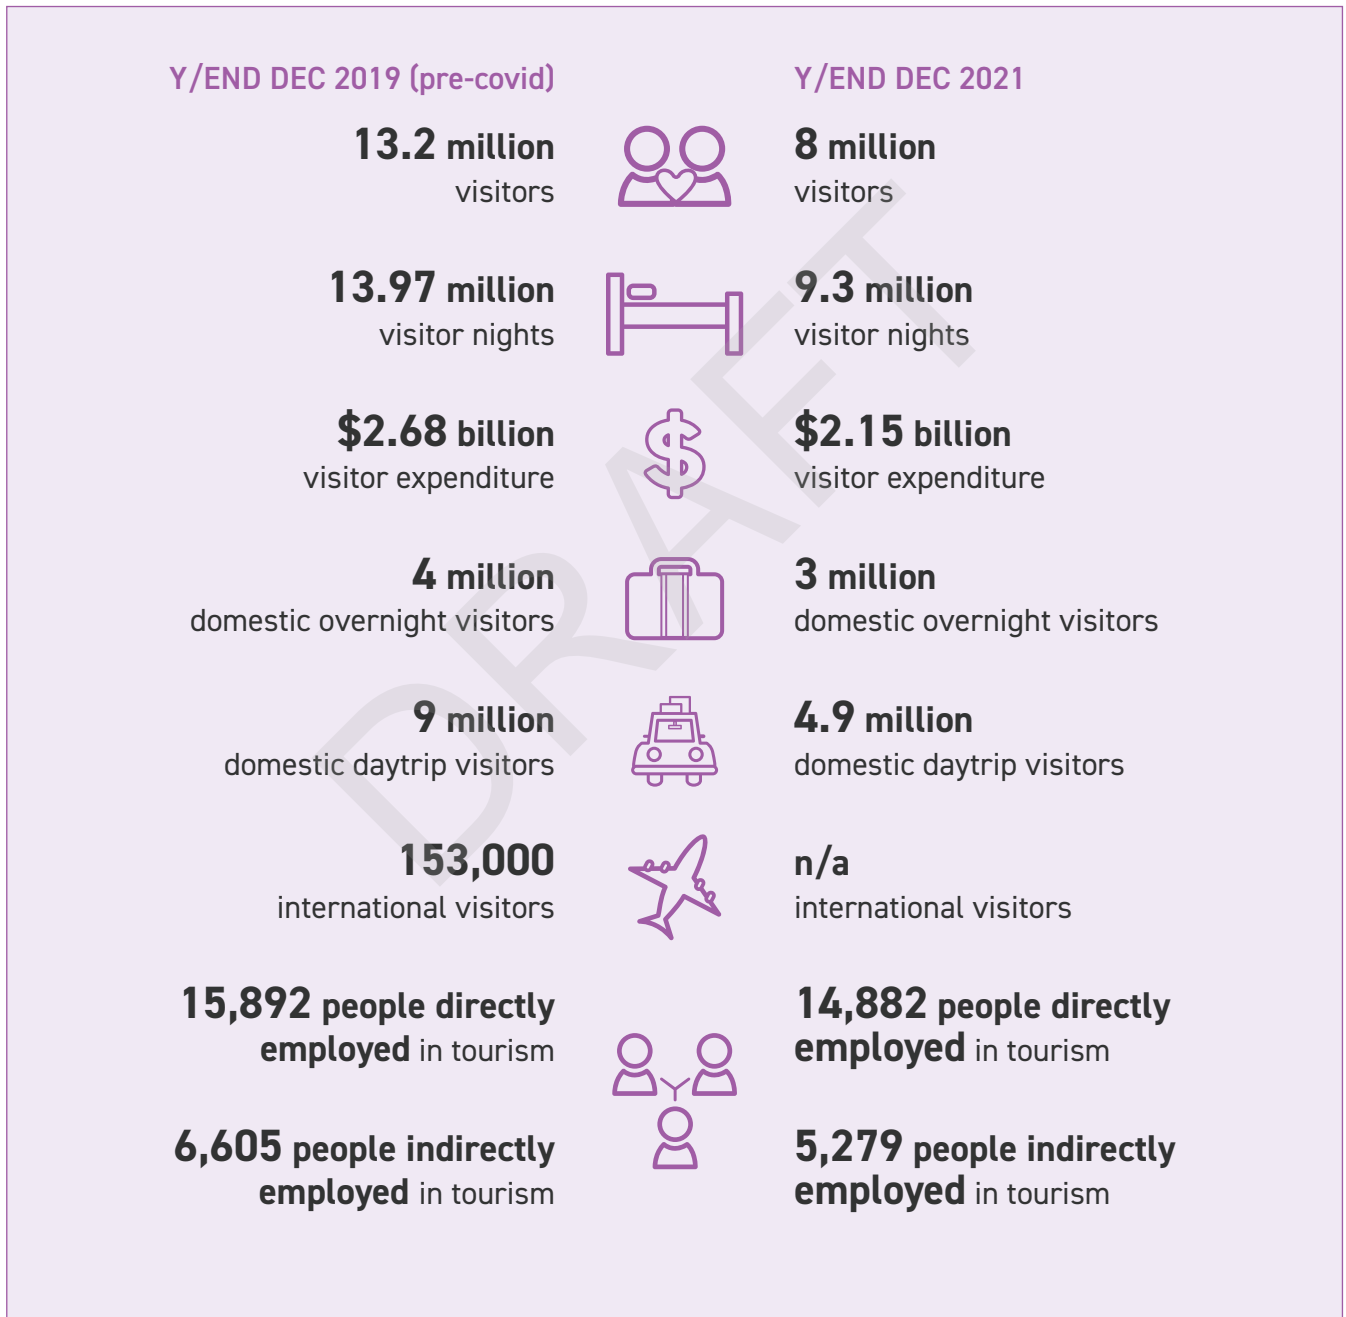 Y/END DEC 2019 (pre-covid)
Y/END DEC 2021
13.2 million
visitors
8 million
visitors
13.97 million
visitor nights
9.3 million
visitor nights
$2.68 billion
visitor expenditure
$2.15 billion
visitor expenditure
4 million
domestic overnight visitors
3 million
domestic overnight visitors
9 million
domestic daytrip visitors
4.9 million
domestic daytrip visitors
153,000
international visitors
n/a
international visitors
15,892 people directly
employed in tourism
14,882 people directly
employed in tourism
6,605 people indirectly
employed in tourism
5,279 people indirectly
employed in tourism
DRAFT